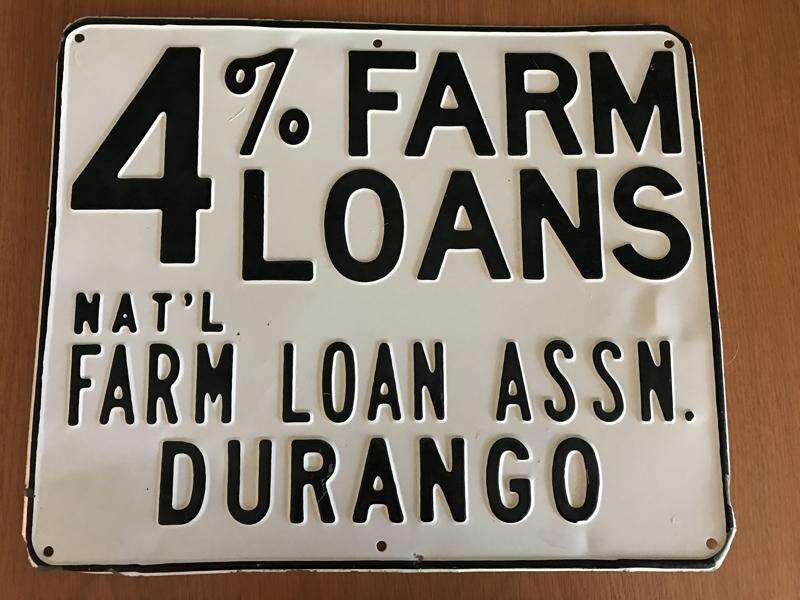 4% FARM
LOANS
NAT'L
FARM LOAN ASSN.
DURANGO